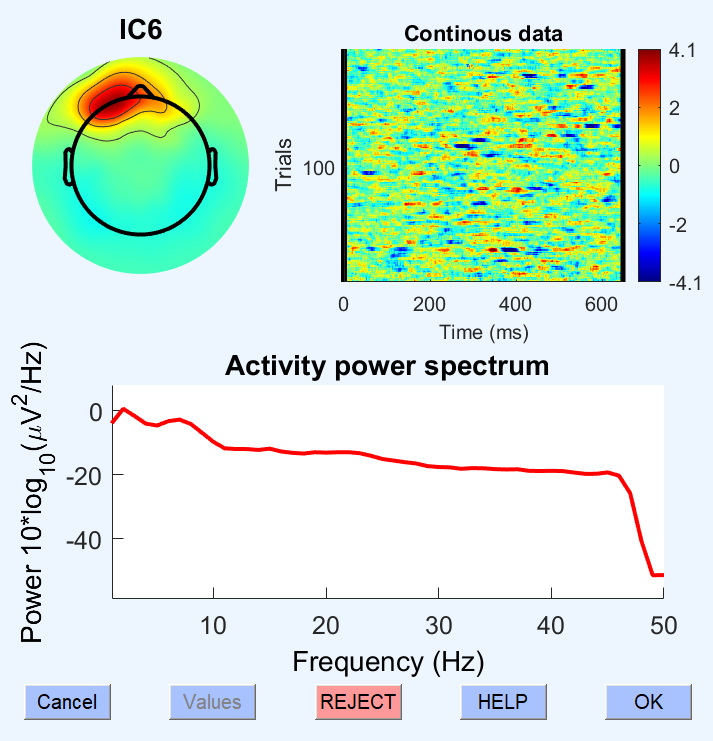 IC6
Continous data
Trials
100
4.1
2
0
-2
-4.1
0 200 400 600
Time (ms)
Activity power spectrum
Power 10*log10(μV2/Hz)
0
-20
-40
10 20 30 40 50
Frequency (Hz)
Cancel Values REJECT HELP OK